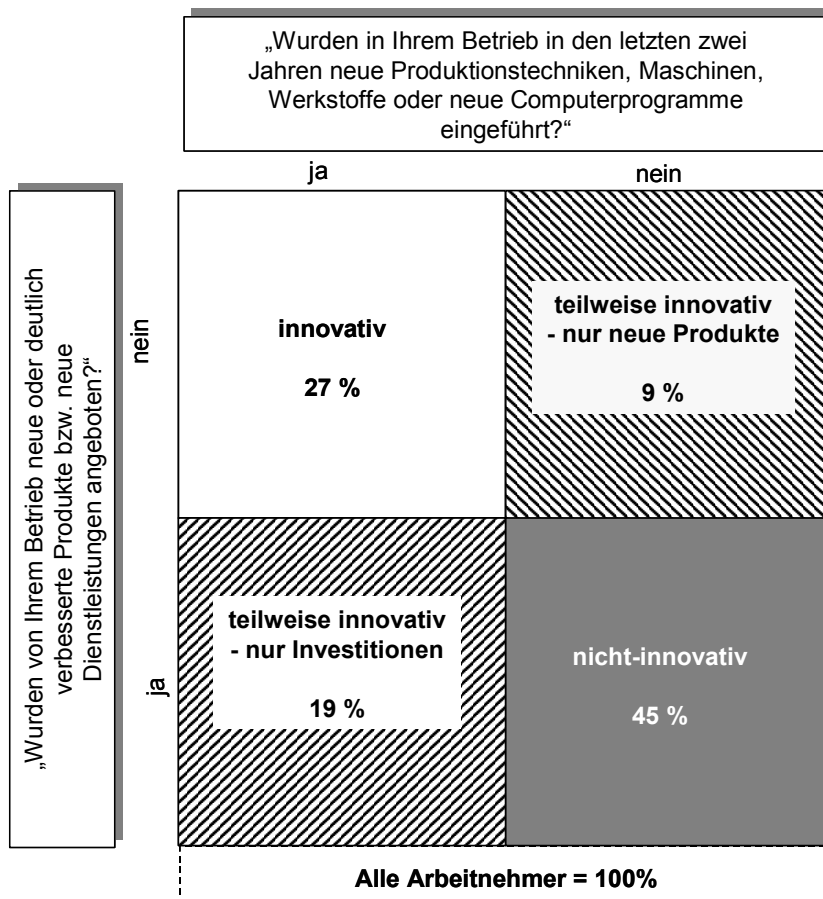 „Wurden in Ihrem Betrieb in den letzten zwei
Jahren neue Produktionstechniken, Maschinen,
Werkstoffe oder neue Computerprogramme
eingeführt?“
ja
nein
„Wurden von Ihrem Betrieb neue oder deutlich
verbesserte Produkte bzw. neue
Dienstleistungen angeboten?“
nein
innovativ
27 %
teilweise innovativ
- nur neue Produkte
9 %
ja
teilweise innovativ
- nur Investitionen
19 %
nicht-innovativ
45 %
Alle Arbeitnehmer = 100%